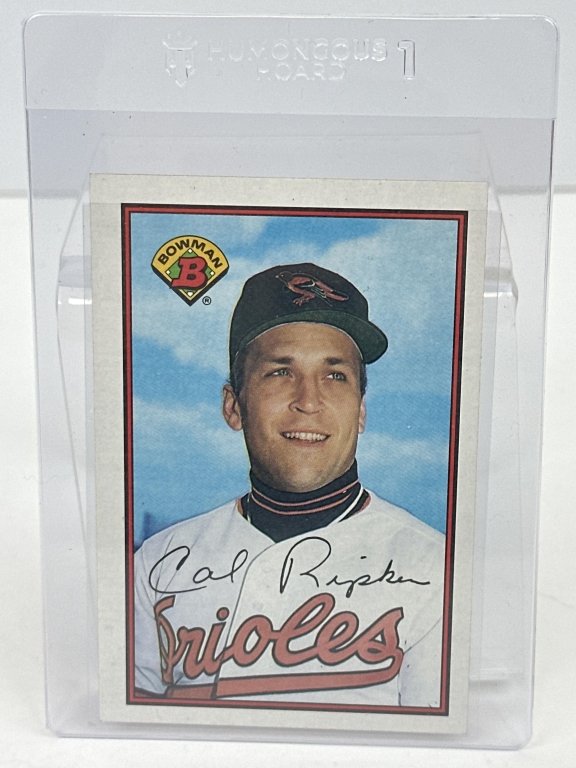 HUMONGOUS 1
HOARD
BOWMAN
B
®
Cal Ripken
Orioles